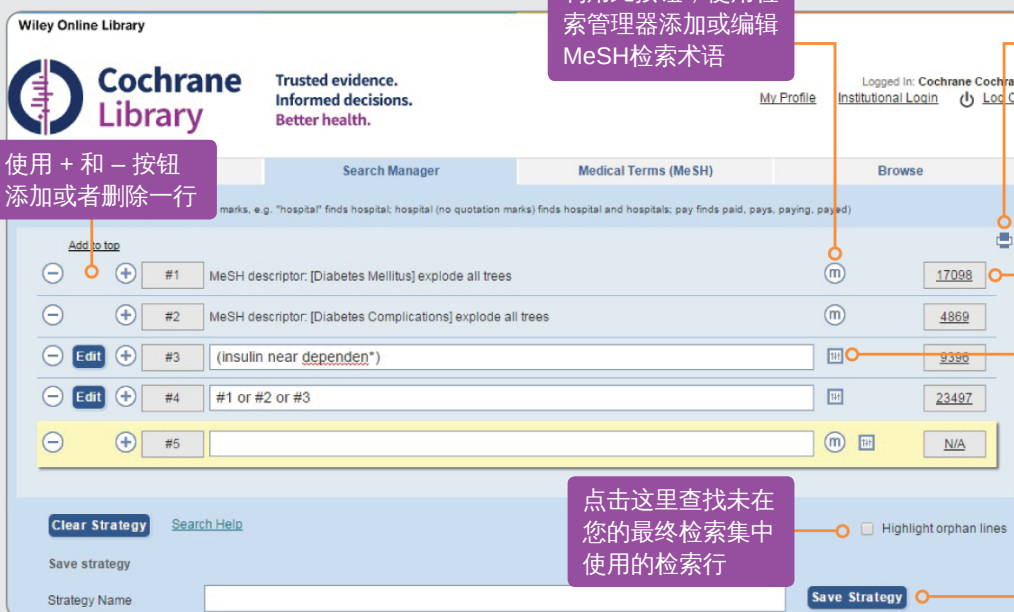 索管理器添加或编辑
MeSH检索术语
Wiley Online Library
Cochrane
Library
Trusted evidence.
Informed decisions.
Better health.
Logged In: Cochrane Cochra
My Profile Institutional Login Log O
使用 + 和 – 按钮
添加或者删除一行
Search Manager Medical Terms (MeSH) Browse
marks, e.g. "hospital" finds hospital; hospital (no quotation marks) finds hospital and hospitals; pay finds paid, pays, paying, payed)
Add to top
#1 MeSH descriptor: [Diabetes Mellitus] explode all trees m 17098
#2 MeSH descriptor: [Diabetes Complications] explode all trees m 4869
Edit #3 (insulin near dependen*) 9396
Edit #4 #1 or #2 or #3 23497
#5 m N/A
点击这里查找未在
您的最终检索集中
使用的检索行
Clear Strategy Search Help
Highlight orphan lines
Save strategy
Strategy Name Save Strategy